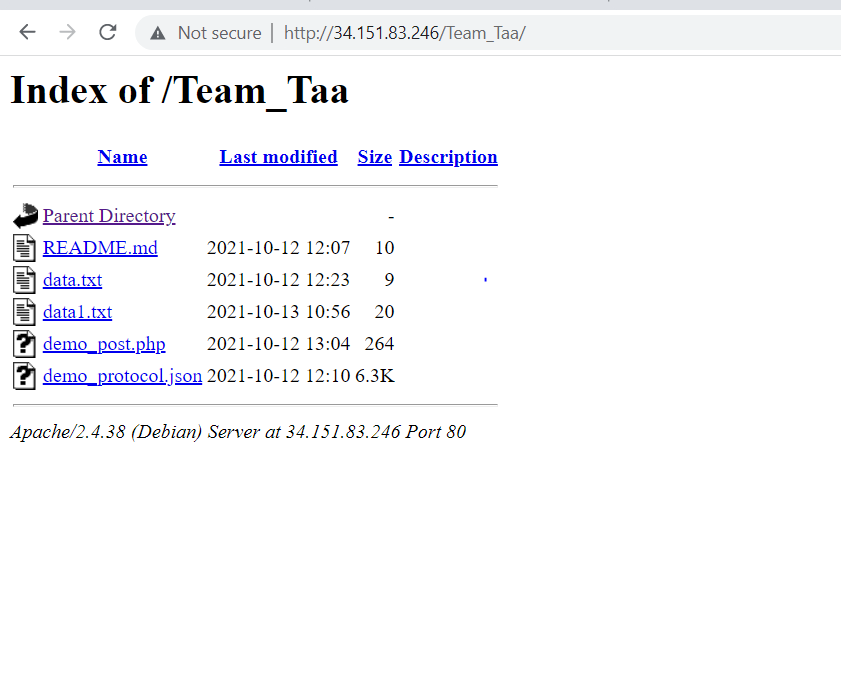 Not secure | http://34.151.83.246/Team_Taa/
Index of /Team_Taa
Name Last modified Size Description
Parent Directory -
README.md 2021-10-12 12:07 10
data.txt 2021-10-12 12:23 9
data1.txt 2021-10-13 10:56 20
demo_post.php 2021-10-12 13:04 264
demo_protocol.json 2021-10-12 12:10 6.3K
Apache/2.4.38 (Debian) Server at 34.151.83.246 Port 80